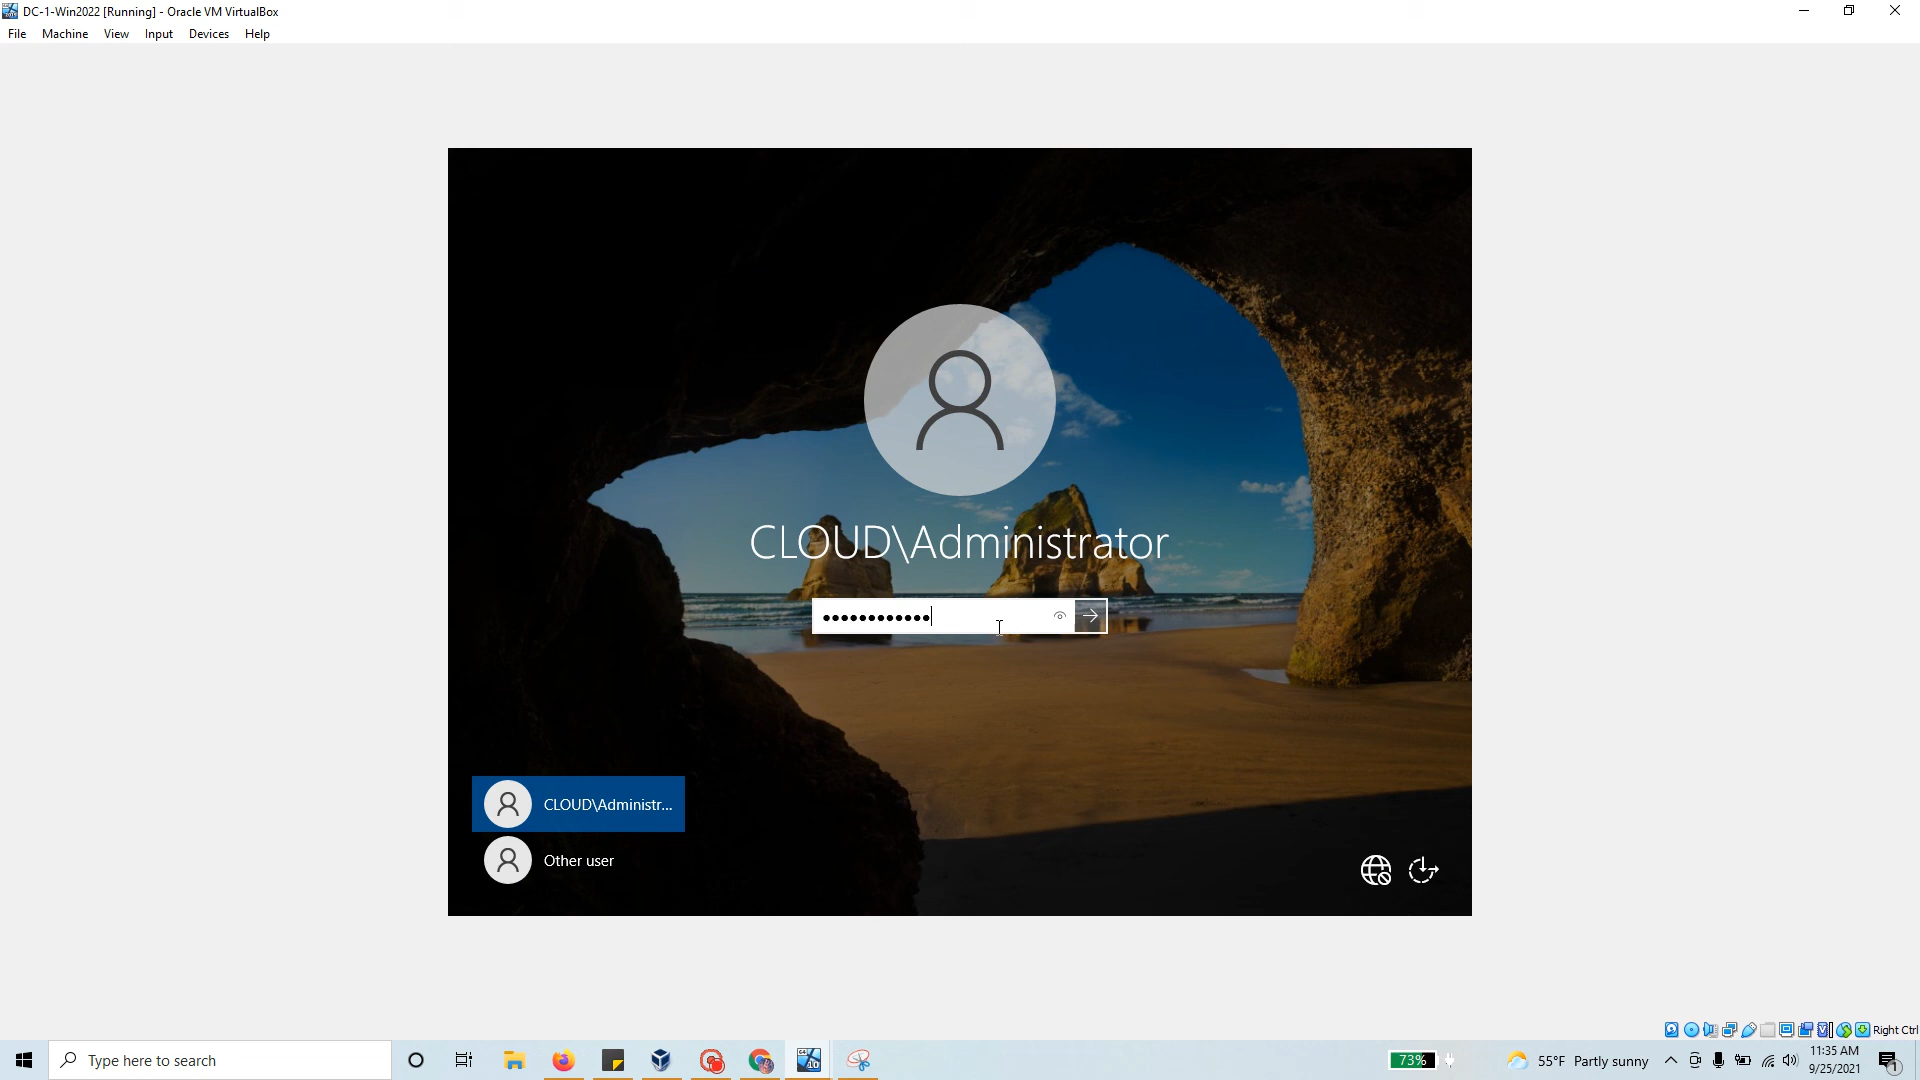 DC-1-Win2022 [Running] - Oracle VM VirtualBox
File Machine View Input Devices Help
CLOUD\Administrator
CLOUD\Administr...
Other user
Right Ctrl
Type here to search
73%
55°F Partly sunny
11:35 AM
9/25/2021
1